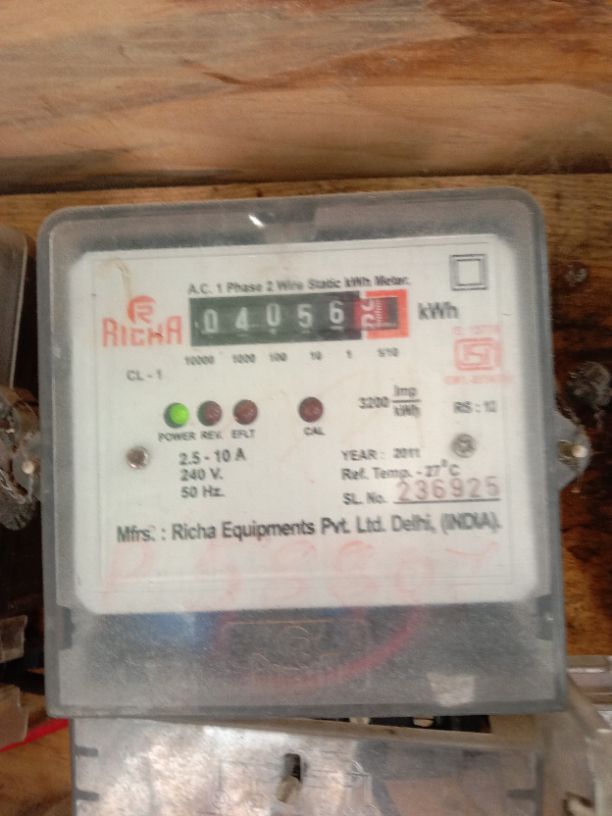 A.C. 1 Phase 2 Wire Static kWh Meter.
RICHA
04056
kWh
10000 1000 100 10 1 1/10
CL - 1
3200 Imp/kWh
RS : 10
POWER REV. EFLT
CAL
2.5 - 10 A
240 V.
50 Hz.
YEAR : 2011
Ref. Temp. - 27°C
SL. No. 236925
Mfrs. : Richa Equipments Pvt. Ltd. Delhi, (INDIA).